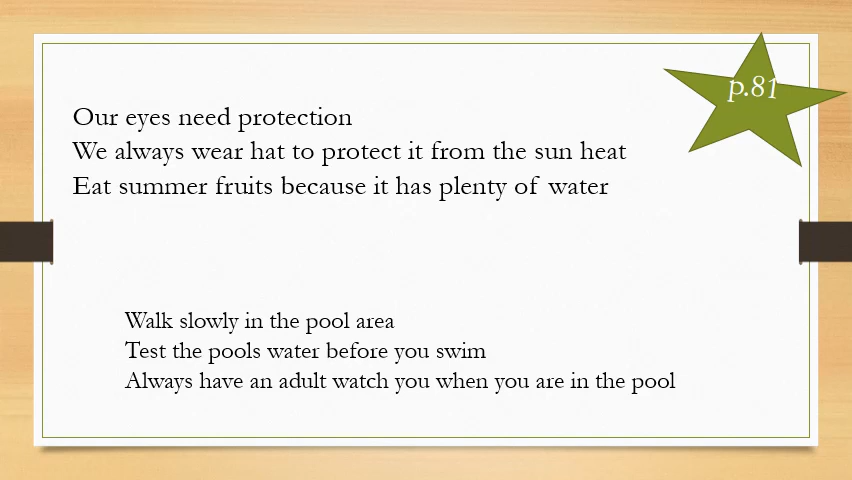 p.81
Our eyes need protection
We always wear hat to protect it from the sun heat
Eat summer fruits because it has plenty of water
Walk slowly in the pool area
Test the pools water before you swim
Always have an adult watch you when you are in the pool